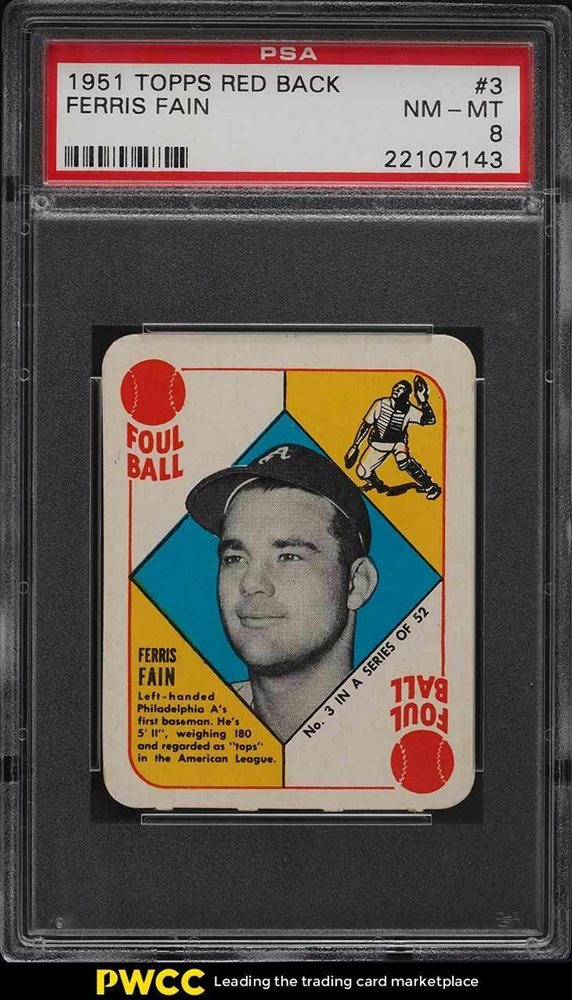 PSA
1951 TOPPS RED BACK #3
FERRIS FAIN NM - MT
8
22107143
FOUL
BALL
A
FERRIS
FAIN
Left-handed
Philadelphia A's
first baseman. He's
5' 11", weighing 180
and regarded as "tops"
in the American League.
No. 3 IN A SERIES OF 52
FOUL
BALL
PWCC Leading the trading card marketplace